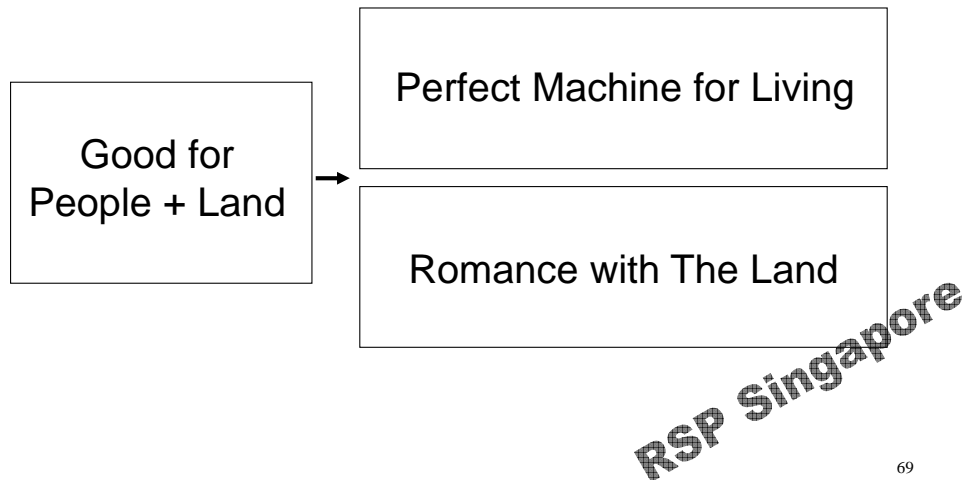 Good for
People + Land
Perfect Machine for Living
Romance with The Land
RSP Singapore
69